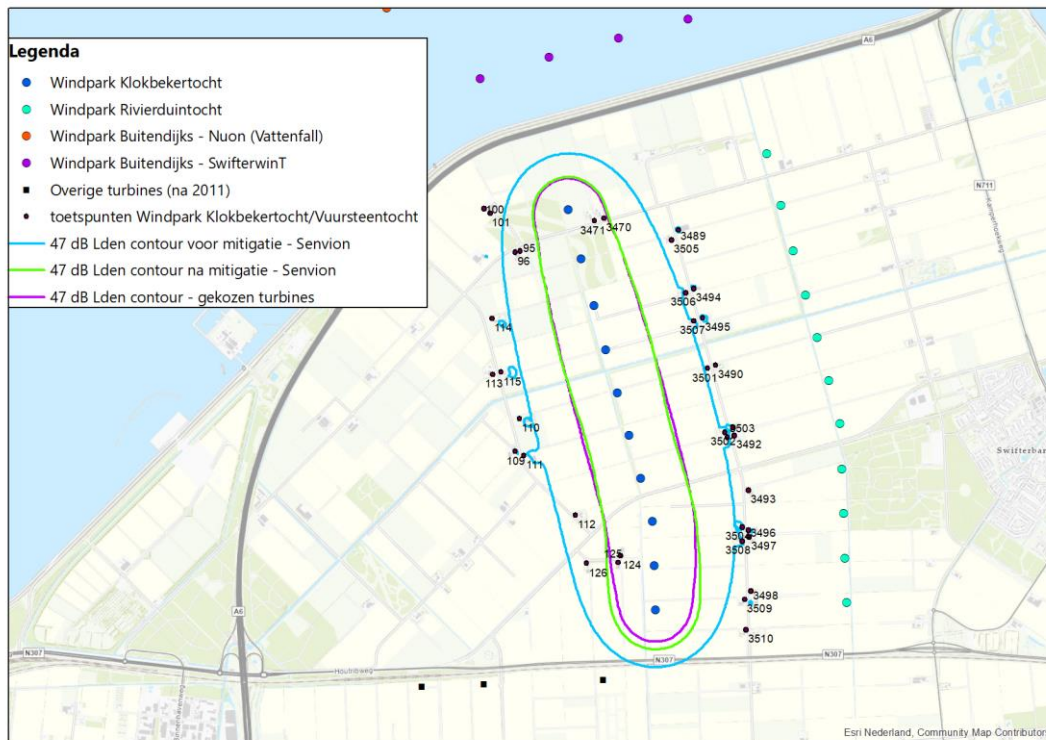 Legenda
Windpark Klokbekertocht
Windpark Rivierduintocht
Windpark Buitendijks - Nuon (Vattenfall)
Windpark Buitendijks - SwifterwinT
Overige turbines (na 2011)
toetspunten Windpark Klokbekertocht/Vuursteentocht
47 dB Lden contour voor mitigatie - Senvion
47 dB Lden contour na mitigatie - Senvion
47 dB Lden contour - gekozen turbines
A6
N711
Kamperhoekweg
100
101
3471
3470
3489
3505
95
96
3494
3506
3495
3507
114
3490
3501
113
115
110
3503
3502
3492
109
111
Swifterban
3493
112
3496
3497
3508
125
124
126
3498
3509
3510
A6
N307
N307
N307
Esri Nederland, Community Map Contributors